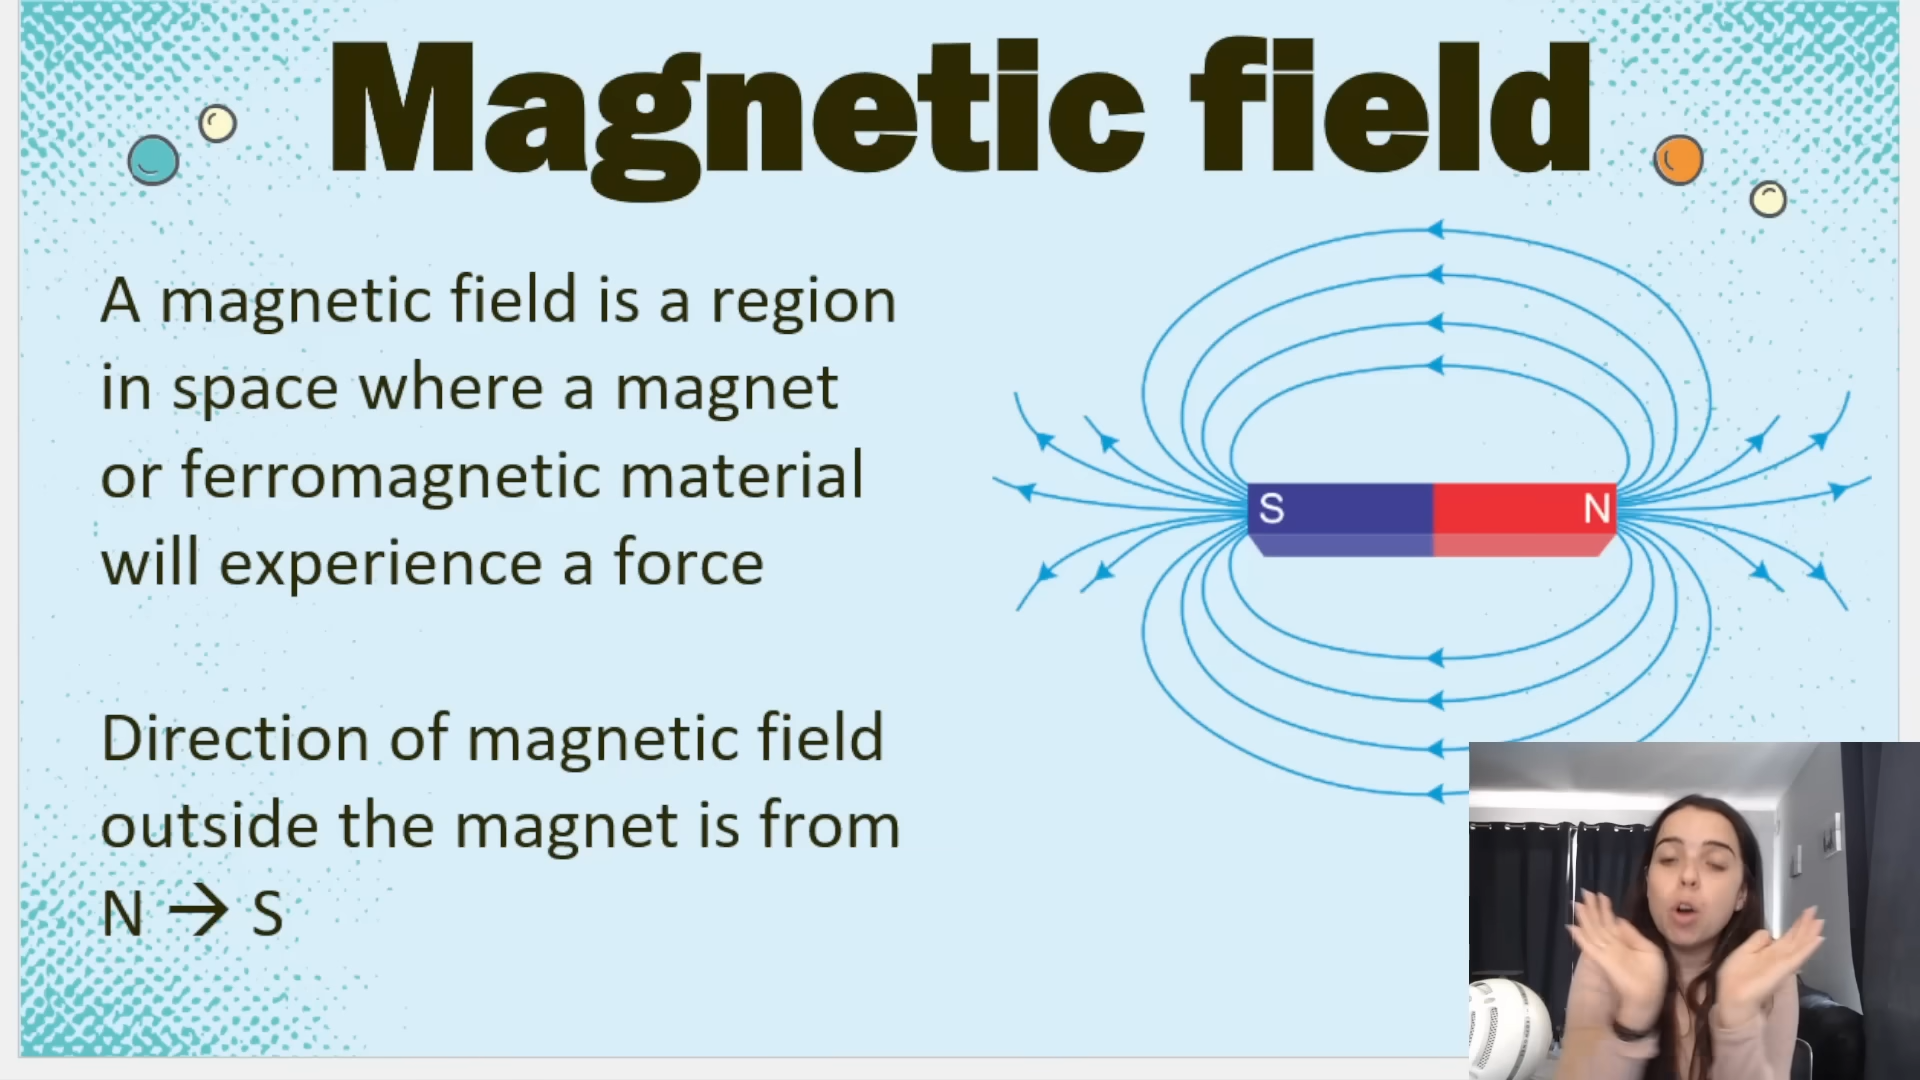 Magnetic field
A magnetic field is a region
in space where a magnet
or ferromagnetic material
will experience a force
Direction of magnetic field
outside the magnet is from
N → S
S N